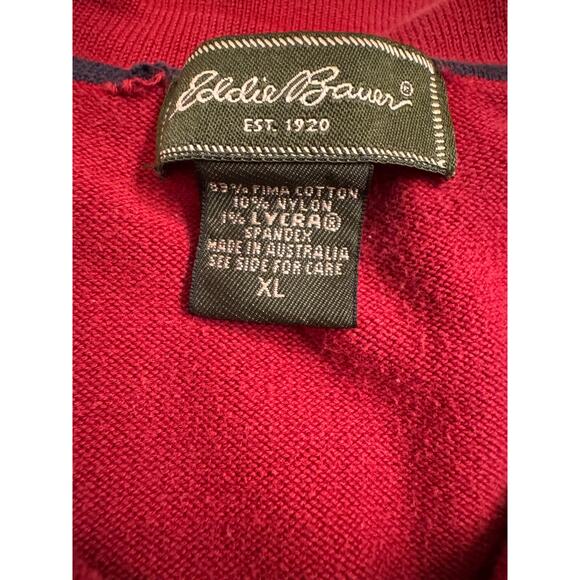 Eddie Bauer®
EST. 1920
89% PIMA COTTON
10% NYLON
1% LYCRA®
SPANDEX
MADE IN AUSTRALIA
SEE SIDE FOR CARE
XL